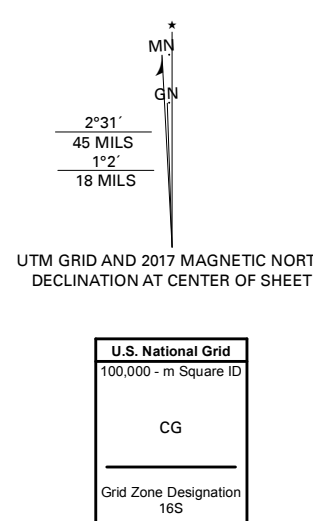 MN
GN
2°31´
45 MILS
1°2´
18 MILS
UTM GRID AND 2017 MAGNETIC NORT
DECLINATION AT CENTER OF SHEET
U.S. National Grid
100,000 - m Square ID
CG
Grid Zone Designation
16S